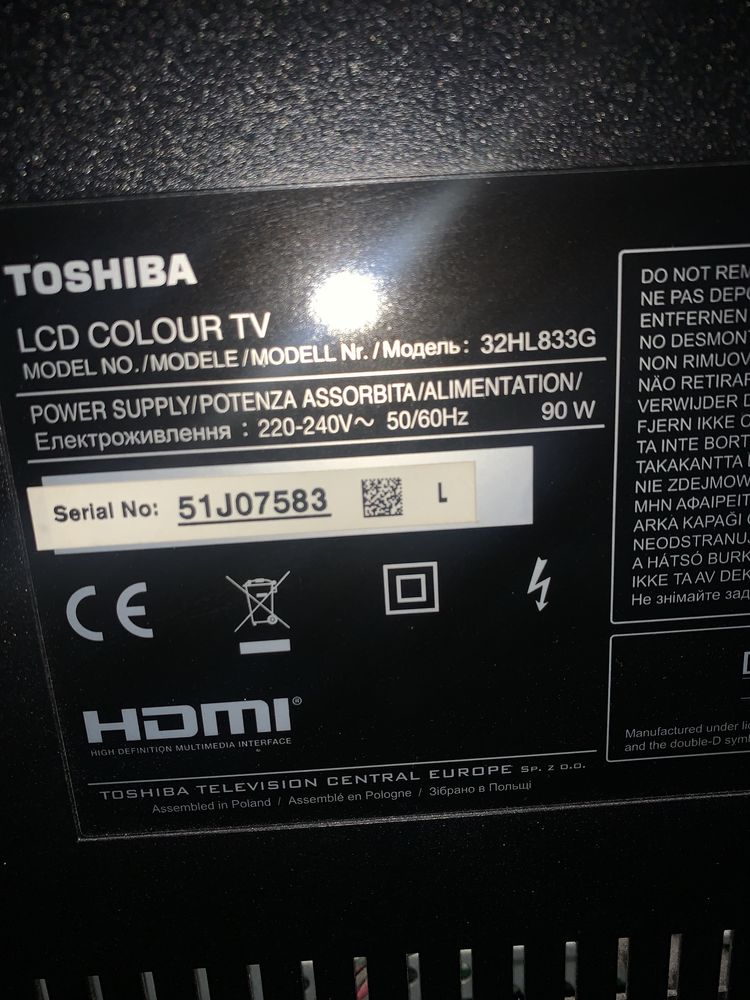 TOSHIBA
LCD COLOUR TV
MODEL NO./MODELE/MODELL Nr./Модель: 32HL833G
POWER SUPPLY/POTENZA ASSORBITA/ALIMENTATION/
Електроживлення : 220-240V～ 50/60Hz 90 W
Serial No: 51J07583 L
CE
HDMI®
HIGH DEFINITION MULTIMEDIA INTERFACE
TOSHIBA TELEVISION CENTRAL EUROPE SP. Z O.O.
Assembled in Poland / Assemblé en Pologne / Зібрано в Польщі
DO NOT REM
NE PAS DEPO
ENTFERNEN
NO DESMON
NON RIMUOV
NÃO RETIRAR
VERWIJDER D
FJERN IKKE
TA INTE BORT
TAKAKANTTA
NIE ZDEJMOW
ΜΗΝ ΑΦΑΙΡΕΙΤ
ARKA KAPAĞI
NEODSTRANU
A HÁTSÓ BURK
IKKE TA AV DEK
Не знімайте зад
Manufactured under li
and the double-D sym